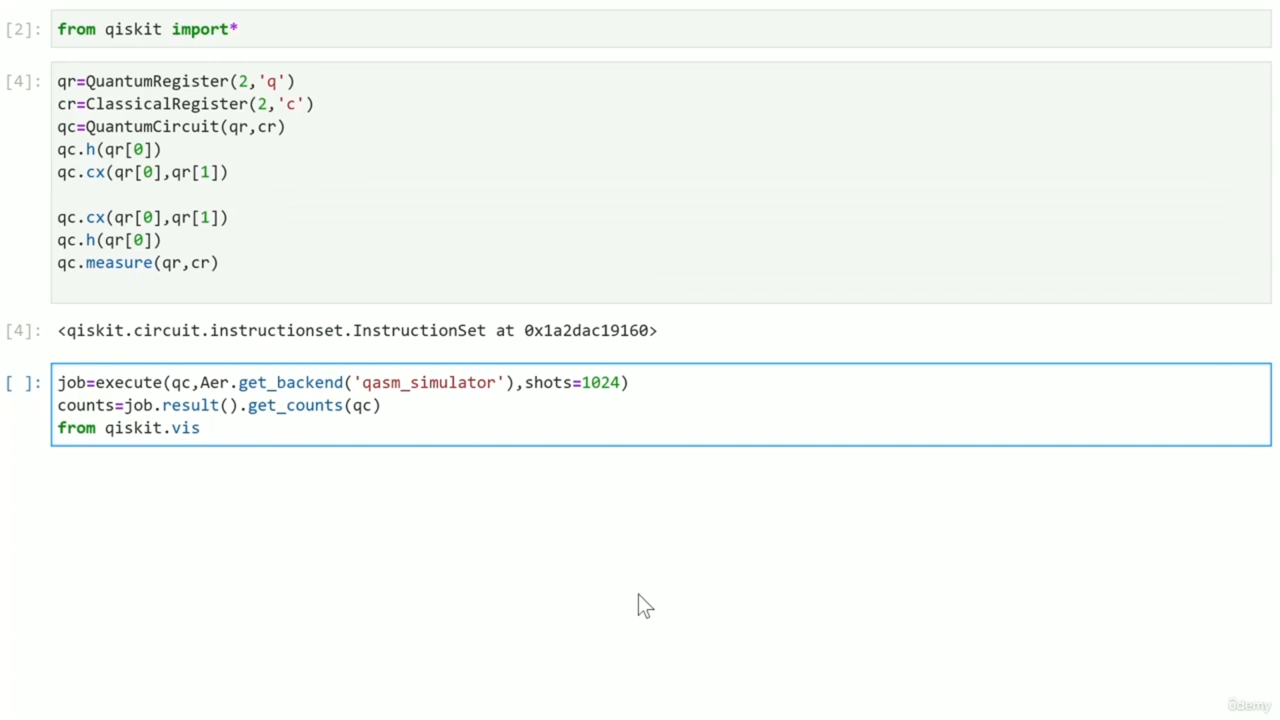 [2]: from qiskit import*
[4]: qr=QuantumRegister(2,'q')
cr=ClassicalRegister(2,'c')
qc=QuantumCircuit(qr,cr)
qc.h(qr[0])
qc.cx(qr[0],qr[1])
qc.cx(qr[0],qr[1])
qc.h(qr[0])
qc.measure(qr,cr)
[4]: <qiskit.circuit.instructionset.InstructionSet at 0x1a2dac19160>
[ ]: job=execute(qc,Aer.get_backend('qasm_simulator'),shots=1024)
counts=job.result().get_counts(qc)
from qiskit.vis
ûdemy